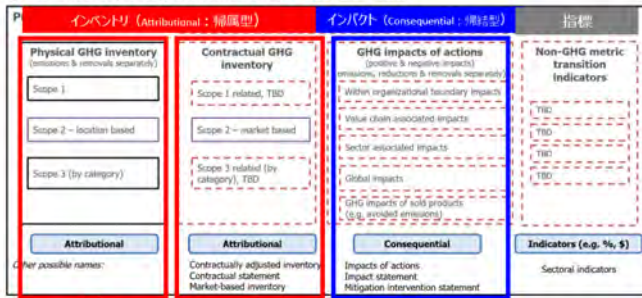 インベントリ（Attributional：帰属型）
インパクト（Consequential：帰結型）
指標
P
Physical GHG inventory
(emissions & removals separately)
Scope 1
Scope 2 – location based
Scope 3 (by category)
Attributional
Other possible names:
Contractual GHG
inventory
Scope 1 related, TBD
Scope 2 – market based
Scope 3 related (by
category), TBD
Attributional
Contractually adjusted inventory
Contractual statement
Market-based inventory
GHG impacts of actions
(positive & negative impacts)
emissions, reductions & removals separately)
Within organizational boundary impacts
Value chain associated impacts
Sector associated impacts
Global impacts
GHG impacts of sold products
(e.g. avoided emissions)
Consequential
Impacts of actions
Impact statement
Mitigation intervention statement
Non-GHG metric
transition
indicators
TBD
TBD
TBD
TBD
Indicators (e.g. %, $)
Sectoral indicators